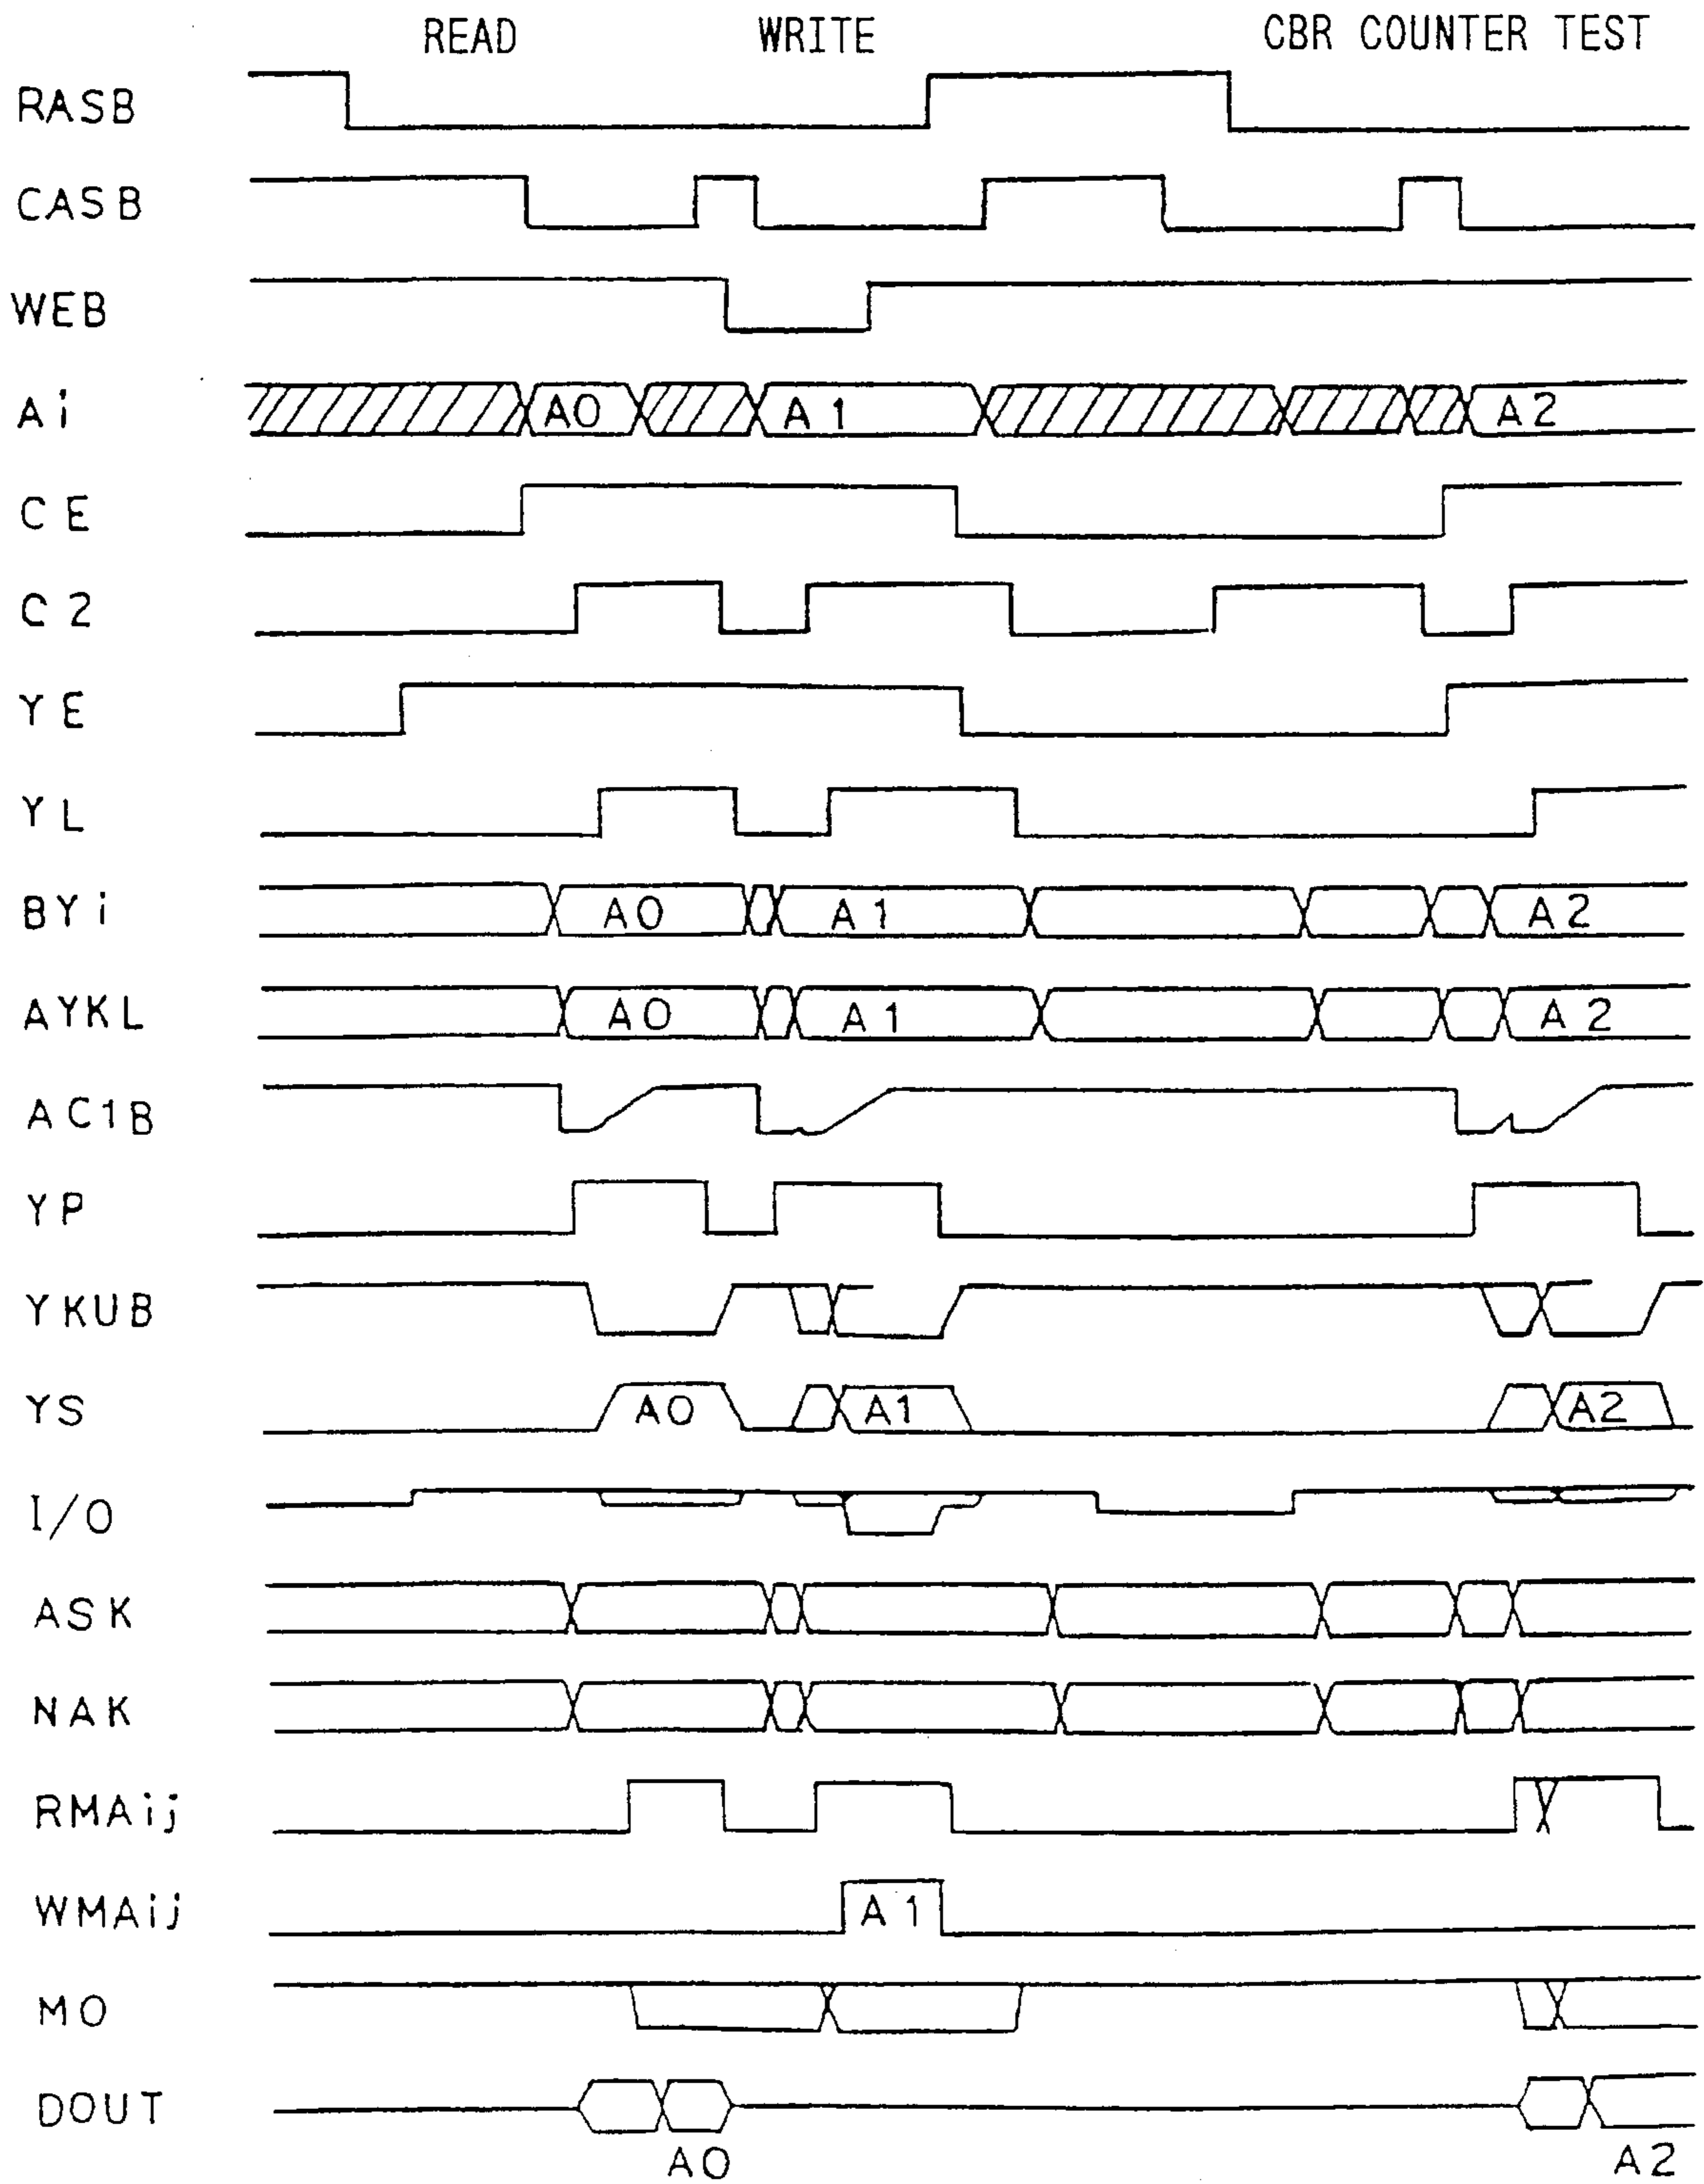 READ WRITE CBR COUNTER TEST
RASB
CASB
WEB
Ai A0 A1 A2
CE
C2
YE
YL
BYi A0 A1 A2
AYKL A0 A1 A2
AC1B
YP
YKUB
YS A0 A1 A2
I/O
ASK
NAK
RMAij
WMAij A1
MO
DOUT
A0 A2